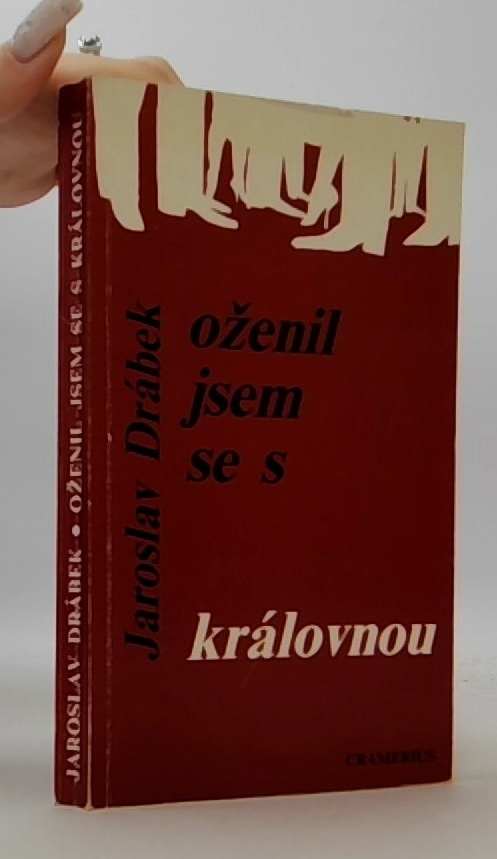 JAROSLAV DRÁBEK • OŽENIL JSEM SE S KRÁLOVNOU
Jaroslav Drábek
oženil
jsem
se s
královnou
CRAMERIUS